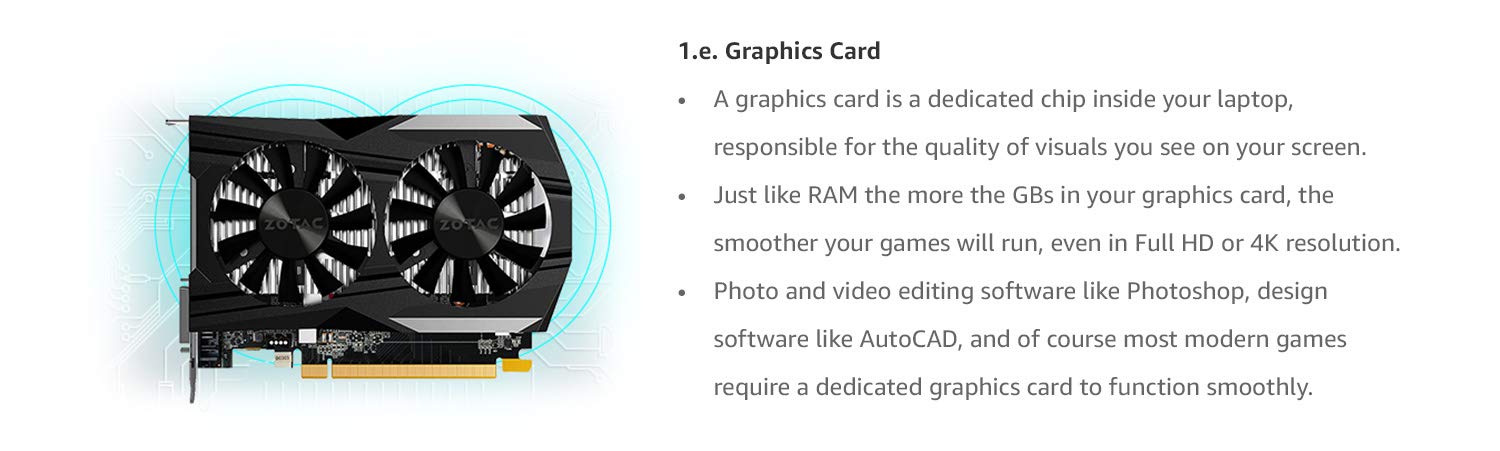 1.e. Graphics Card
• A graphics card is a dedicated chip inside your laptop,
responsible for the quality of visuals you see on your screen.
• Just like RAM the more the GBs in your graphics card, the
smoother your games will run, even in Full HD or 4K resolution.
• Photo and video editing software like Photoshop, design
software like AutoCAD, and of course most modern games
require a dedicated graphics card to function smoothly.
ZOTAC
ZOTAC